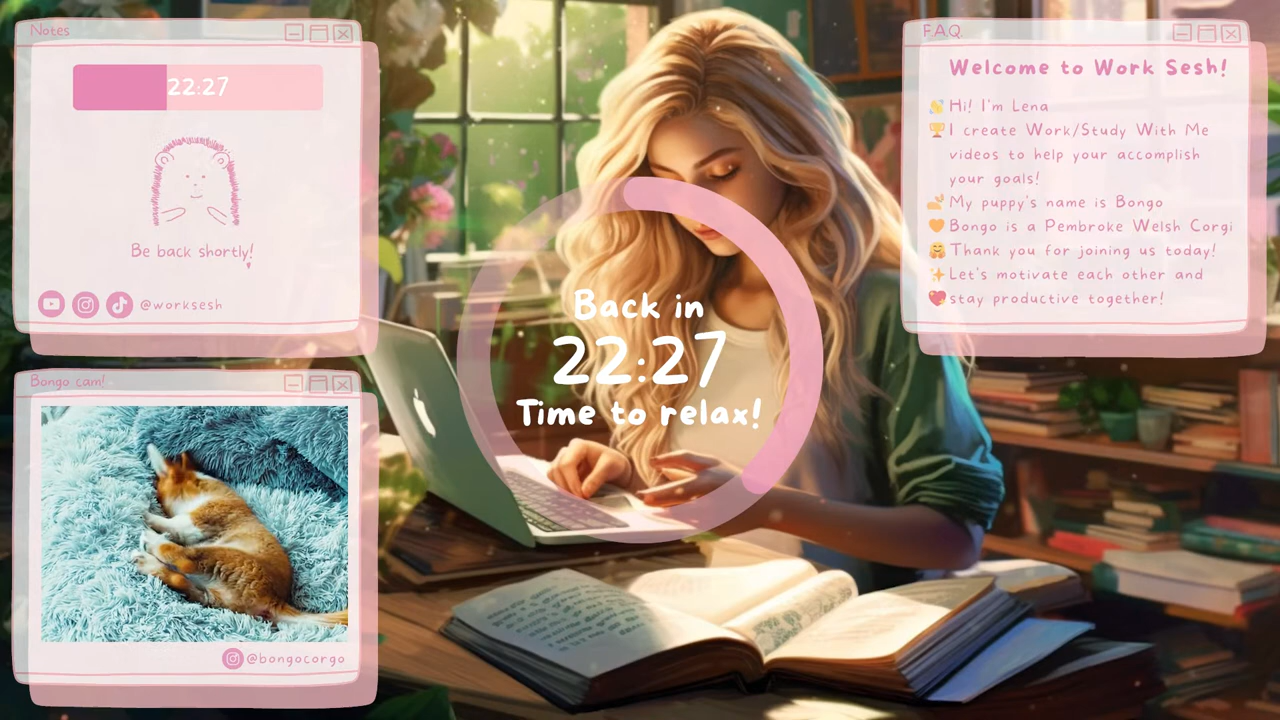 Notes
22:27
Be back shortly!
@worksesh
Bongo cam!
@bongocorgo
Back in
22:27
Time to relax!
F.A.Q.
Welcome to Work Sesh!
👋Hi! I'm Lena
🏆I create Work/Study With Me
videos to help your accomplish
your goals!
My puppy's name is Bongo
🧡Bongo is a Pembroke Welsh Corgi
🤗Thank you for joining us today!
✨Let's motivate each other and
💖stay productive together!